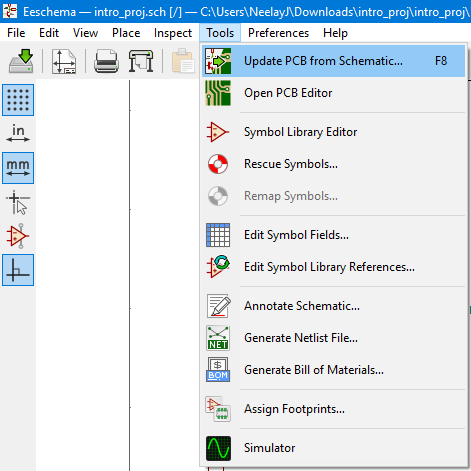 Eeschema — intro_proj.sch [/] — C:\Users\NeelayJ\Downloads\intro_proj\intro_proj\
File Edit View Place Inspect Tools Preferences Help
Update PCB from Schematic... F8
Open PCB Editor
in
Symbol Library Editor
mm
Rescue Symbols...
Remap Symbols...
Edit Symbol Fields...
Edit Symbol Library References...
Annotate Schematic...
NET
Generate Netlist File...
$
BOM
Generate Bill of Materials...
Assign Footprints...
Simulator